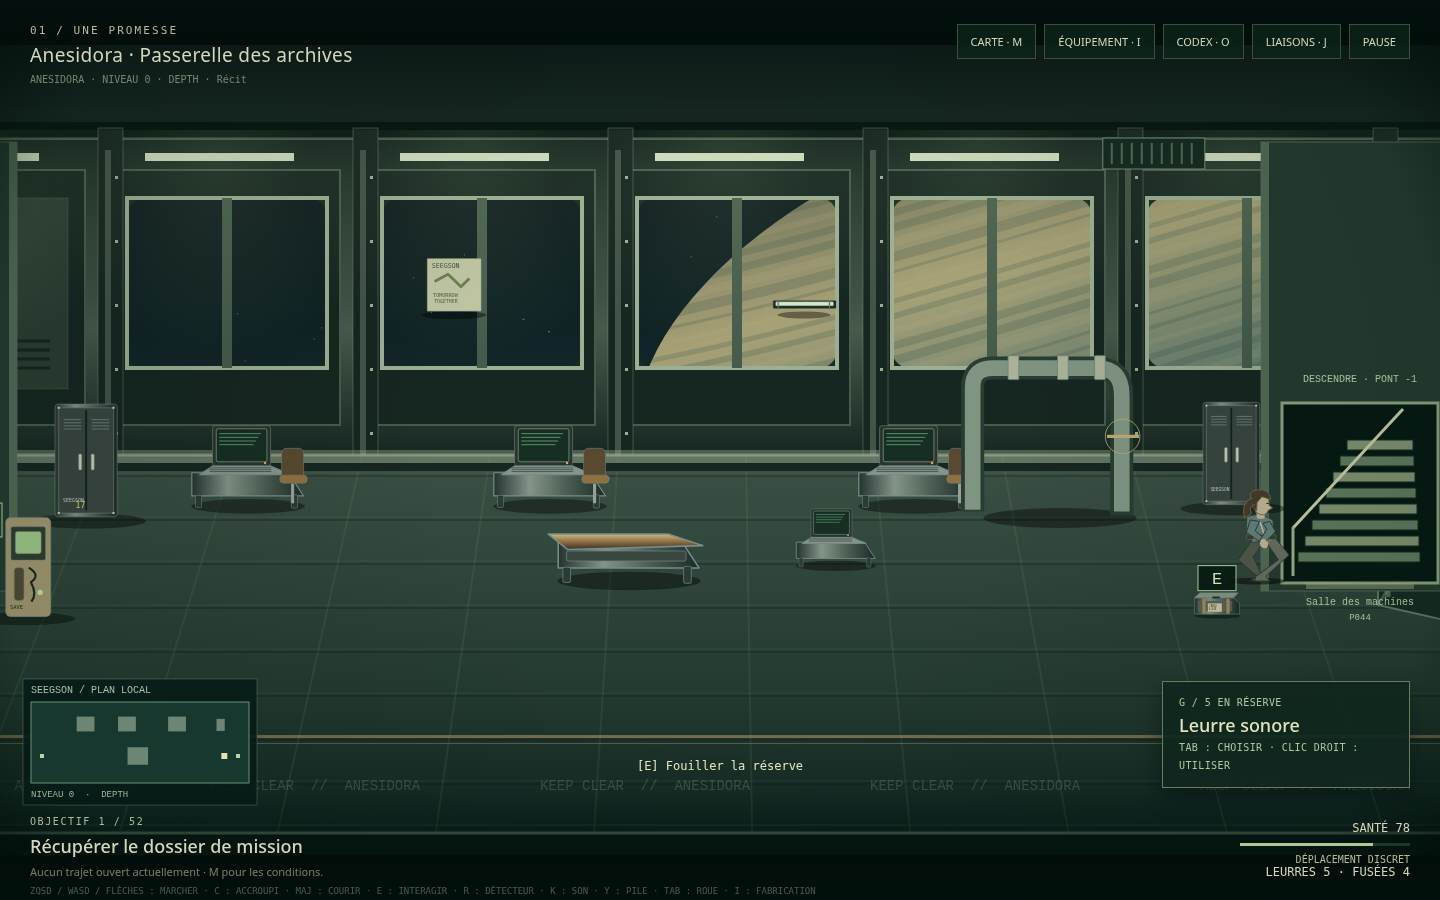 01 / UNE PROMESSE
Anesidora · Passerelle des archives
ANESIDORA · NIVEAU 0 · DEPTH · Récit
CARTE · M
ÉQUIPEMENT · I
CODEX · O
LIAISONS · J
PAUSE
SEEGSON
TOMORROW
TOGETHER
DESCENDRE · PONT -1
SEEGSON
17
SEEGSON
SAVE
E
Salle des machines
P044
SEEGSON / PLAN LOCAL
NIVEAU 0 · DEPTH
G / 5 EN RÉSERVE
Leurre sonore
TAB : CHOISIR · CLIC DROIT :
UTILISER
[E] Fouiller la réserve
CLEAR // ANESIDORA
KEEP CLEAR // ANESIDORA
KEEP CLEAR // ANESIDORA
OBJECTIF 1 / 52
Récupérer le dossier de mission
Aucun trajet ouvert actuellement · M pour les conditions.
ZQSD / WASD / FLÈCHES : MARCHER · C : ACCROUPI · MAJ : COURIR · E : INTERAGIR · R : DÉTECTEUR · K : SON · Y : PILE · TAB : ROUE · I : FABRICATION
SANTÉ 78
DÉPLACEMENT DISCRET
LEURRES 5 · FUSÉES 4